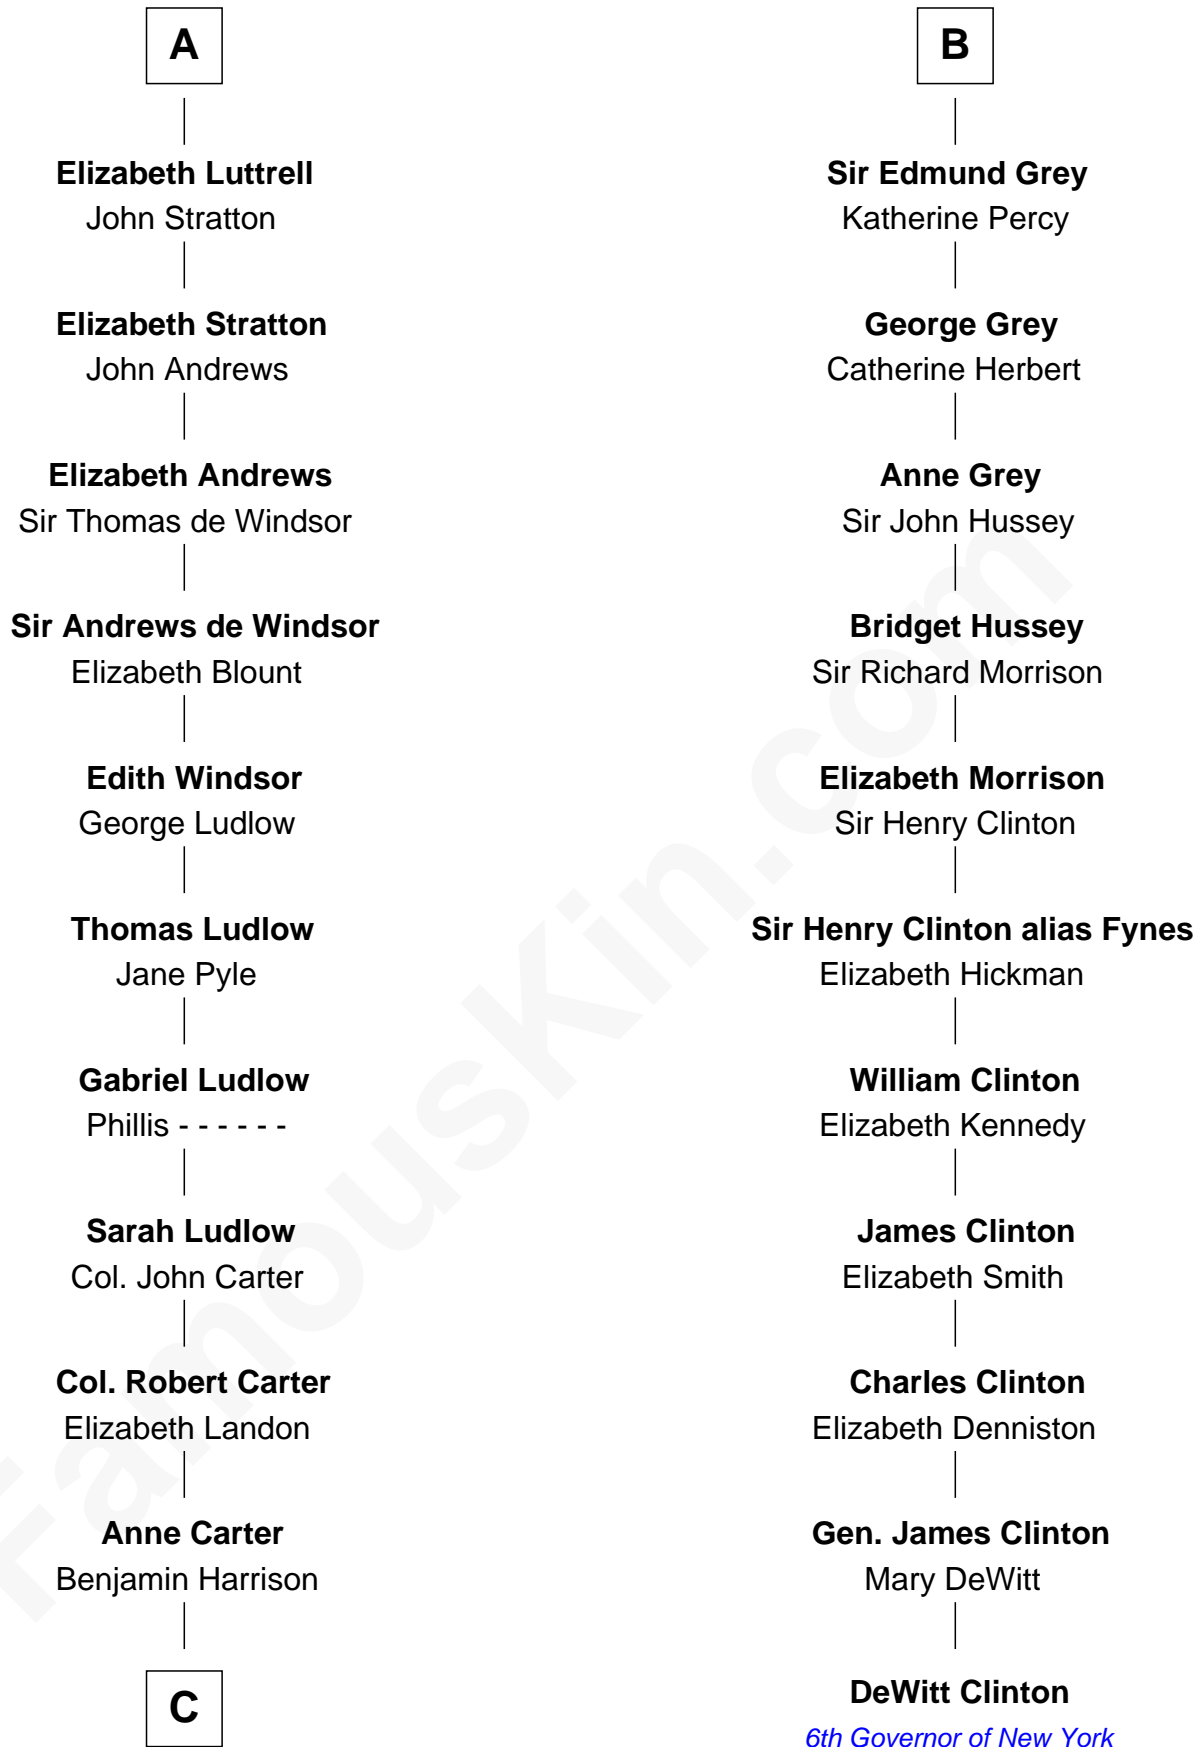 A
Elizabeth Luttrell
John Stratton
Elizabeth Stratton
John Andrews
Elizabeth Andrews
Sir Thomas de Windsor
Sir Andrews de Windsor
Elizabeth Blount
Edith Windsor
George Ludlow
Thomas Ludlow
Jane Pyle
Gabriel Ludlow
Phillis - - - - - -
Sarah Ludlow
Col. John Carter
Col. Robert Carter
Elizabeth Landon
Anne Carter
Benjamin Harrison
C
B
Sir Edmund Grey
Katherine Percy
George Grey
Catherine Herbert
Anne Grey
Sir John Hussey
Bridget Hussey
Sir Richard Morrison
Elizabeth Morrison
Sir Henry Clinton
Sir Henry Clinton alias Fynes
Elizabeth Hickman
William Clinton
Elizabeth Kennedy
James Clinton
Elizabeth Smith
Charles Clinton
Elizabeth Denniston
Gen. James Clinton
Mary DeWitt
DeWitt Clinton
6th Governor of New York
FamousKin.com